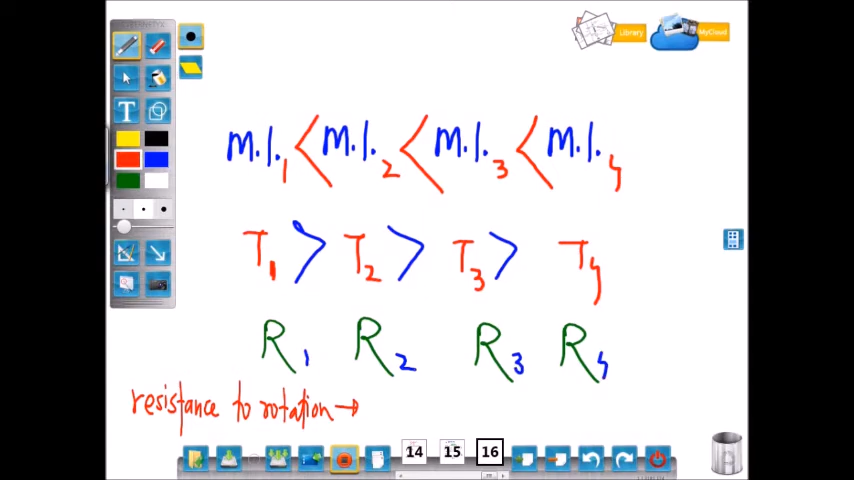 Library
MyCloud
M.I.1 < M.I.2 < M.I.3 < M.I.4
T1 > T2 > T3 > T4
R1 R2 R3 R4
resistance to rotation →
T
14 15 16